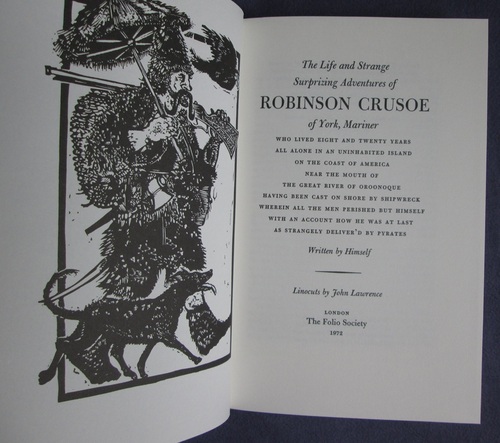 The Life and Strange
Surprizing Adventures of
ROBINSON CRUSOE
of York, Mariner
WHO LIVED EIGHT AND TWENTY YEARS
ALL ALONE IN AN UNINHABITED ISLAND
ON THE COAST OF AMERICA
NEAR THE MOUTH OF
THE GREAT RIVER OF OROONOQUE
HAVING BEEN CAST ON SHORE BY SHIPWRECK
WHEREIN ALL THE MEN PERISHED BUT HIMSELF
WITH AN ACCOUNT HOW HE WAS AT LAST
AS STRANGELY DELIVER'D BY PYRATES
Written by Himself
Linocuts by John Lawrence
LONDON
The Folio Society
1972